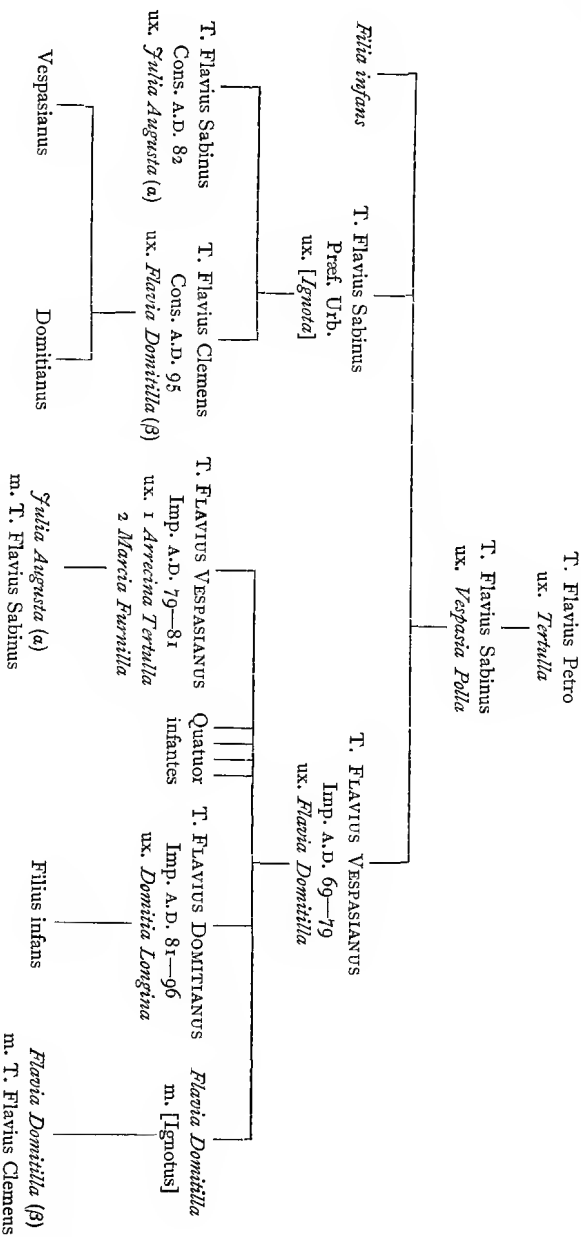 T. Flavius Petro
ux. Tertulla
T. Flavius Sabinus
ux. Vespasia Polla
Filia infans
T. Flavius Sabinus
Præf. Urb.
ux. [Ignota]
T. FLAVIUS VESPASIANUS
Imp. A.D. 69—79
ux. Flavia Domitilla
T. Flavius Sabinus
Cons. A.D. 82
ux. Julia Augusta (α)
T. Flavius Clemens
Cons. A.D. 95
ux. Flavia Domitilla (β)
T. FLAVIUS VESPASIANUS
Imp. A.D. 79—81
ux. 1 Arrecina Tertulla
2 Marcia Furnilla
Quatuor
infantes
T. FLAVIUS DOMITIANUS
Imp. A.D. 81—96
ux. Domitia Longina
Flavia Domitilla
m. [Ignotus]
Vespasianus
Domitianus
Julia Augusta (α)
m. T. Flavius Sabinus
Filius infans
Flavia Domitilla (β)
m. T. Flavius Clemens